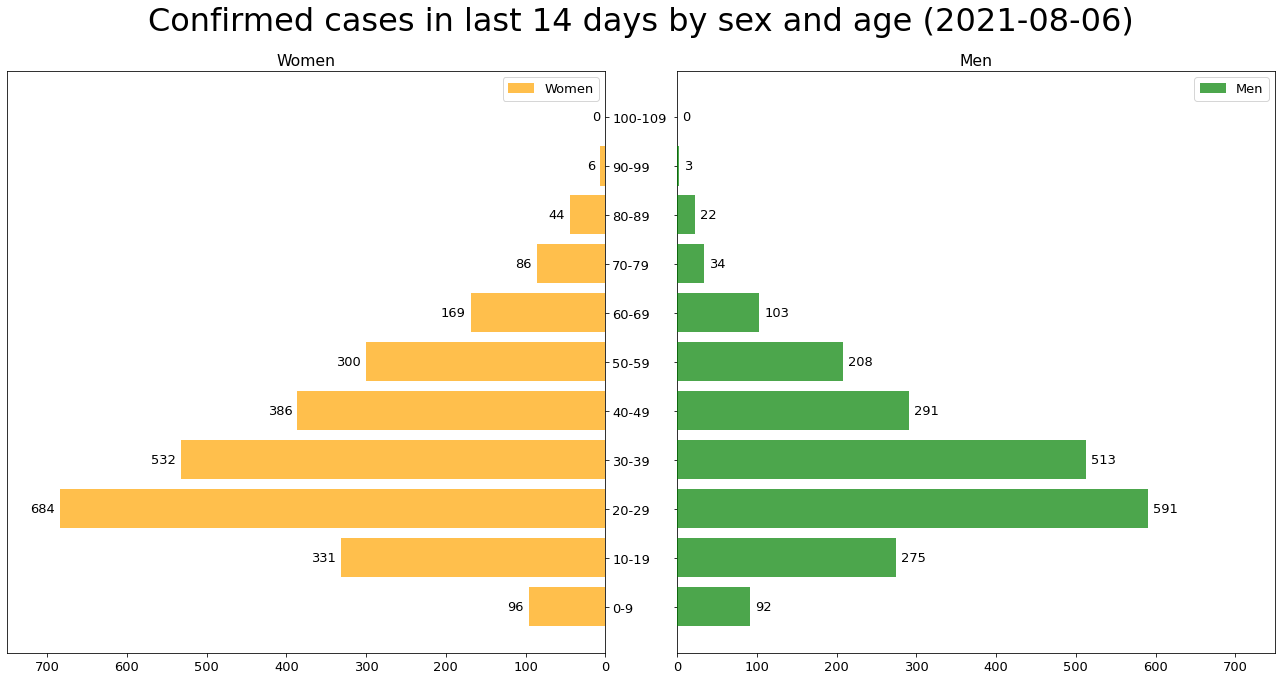 Confirmed cases in last 14 days by sex and age (2021-08-06)
Women Men
Women Men
0 100-109 0
6 90-99 3
44 80-89 22
86 70-79 34
169 60-69 103
300 50-59 208
386 40-49 291
532 30-39 513
684 20-29 591
331 10-19 275
96 0-9 92
700 600 500 400 300 200 100 0 0 100 200 300 400 500 600 700